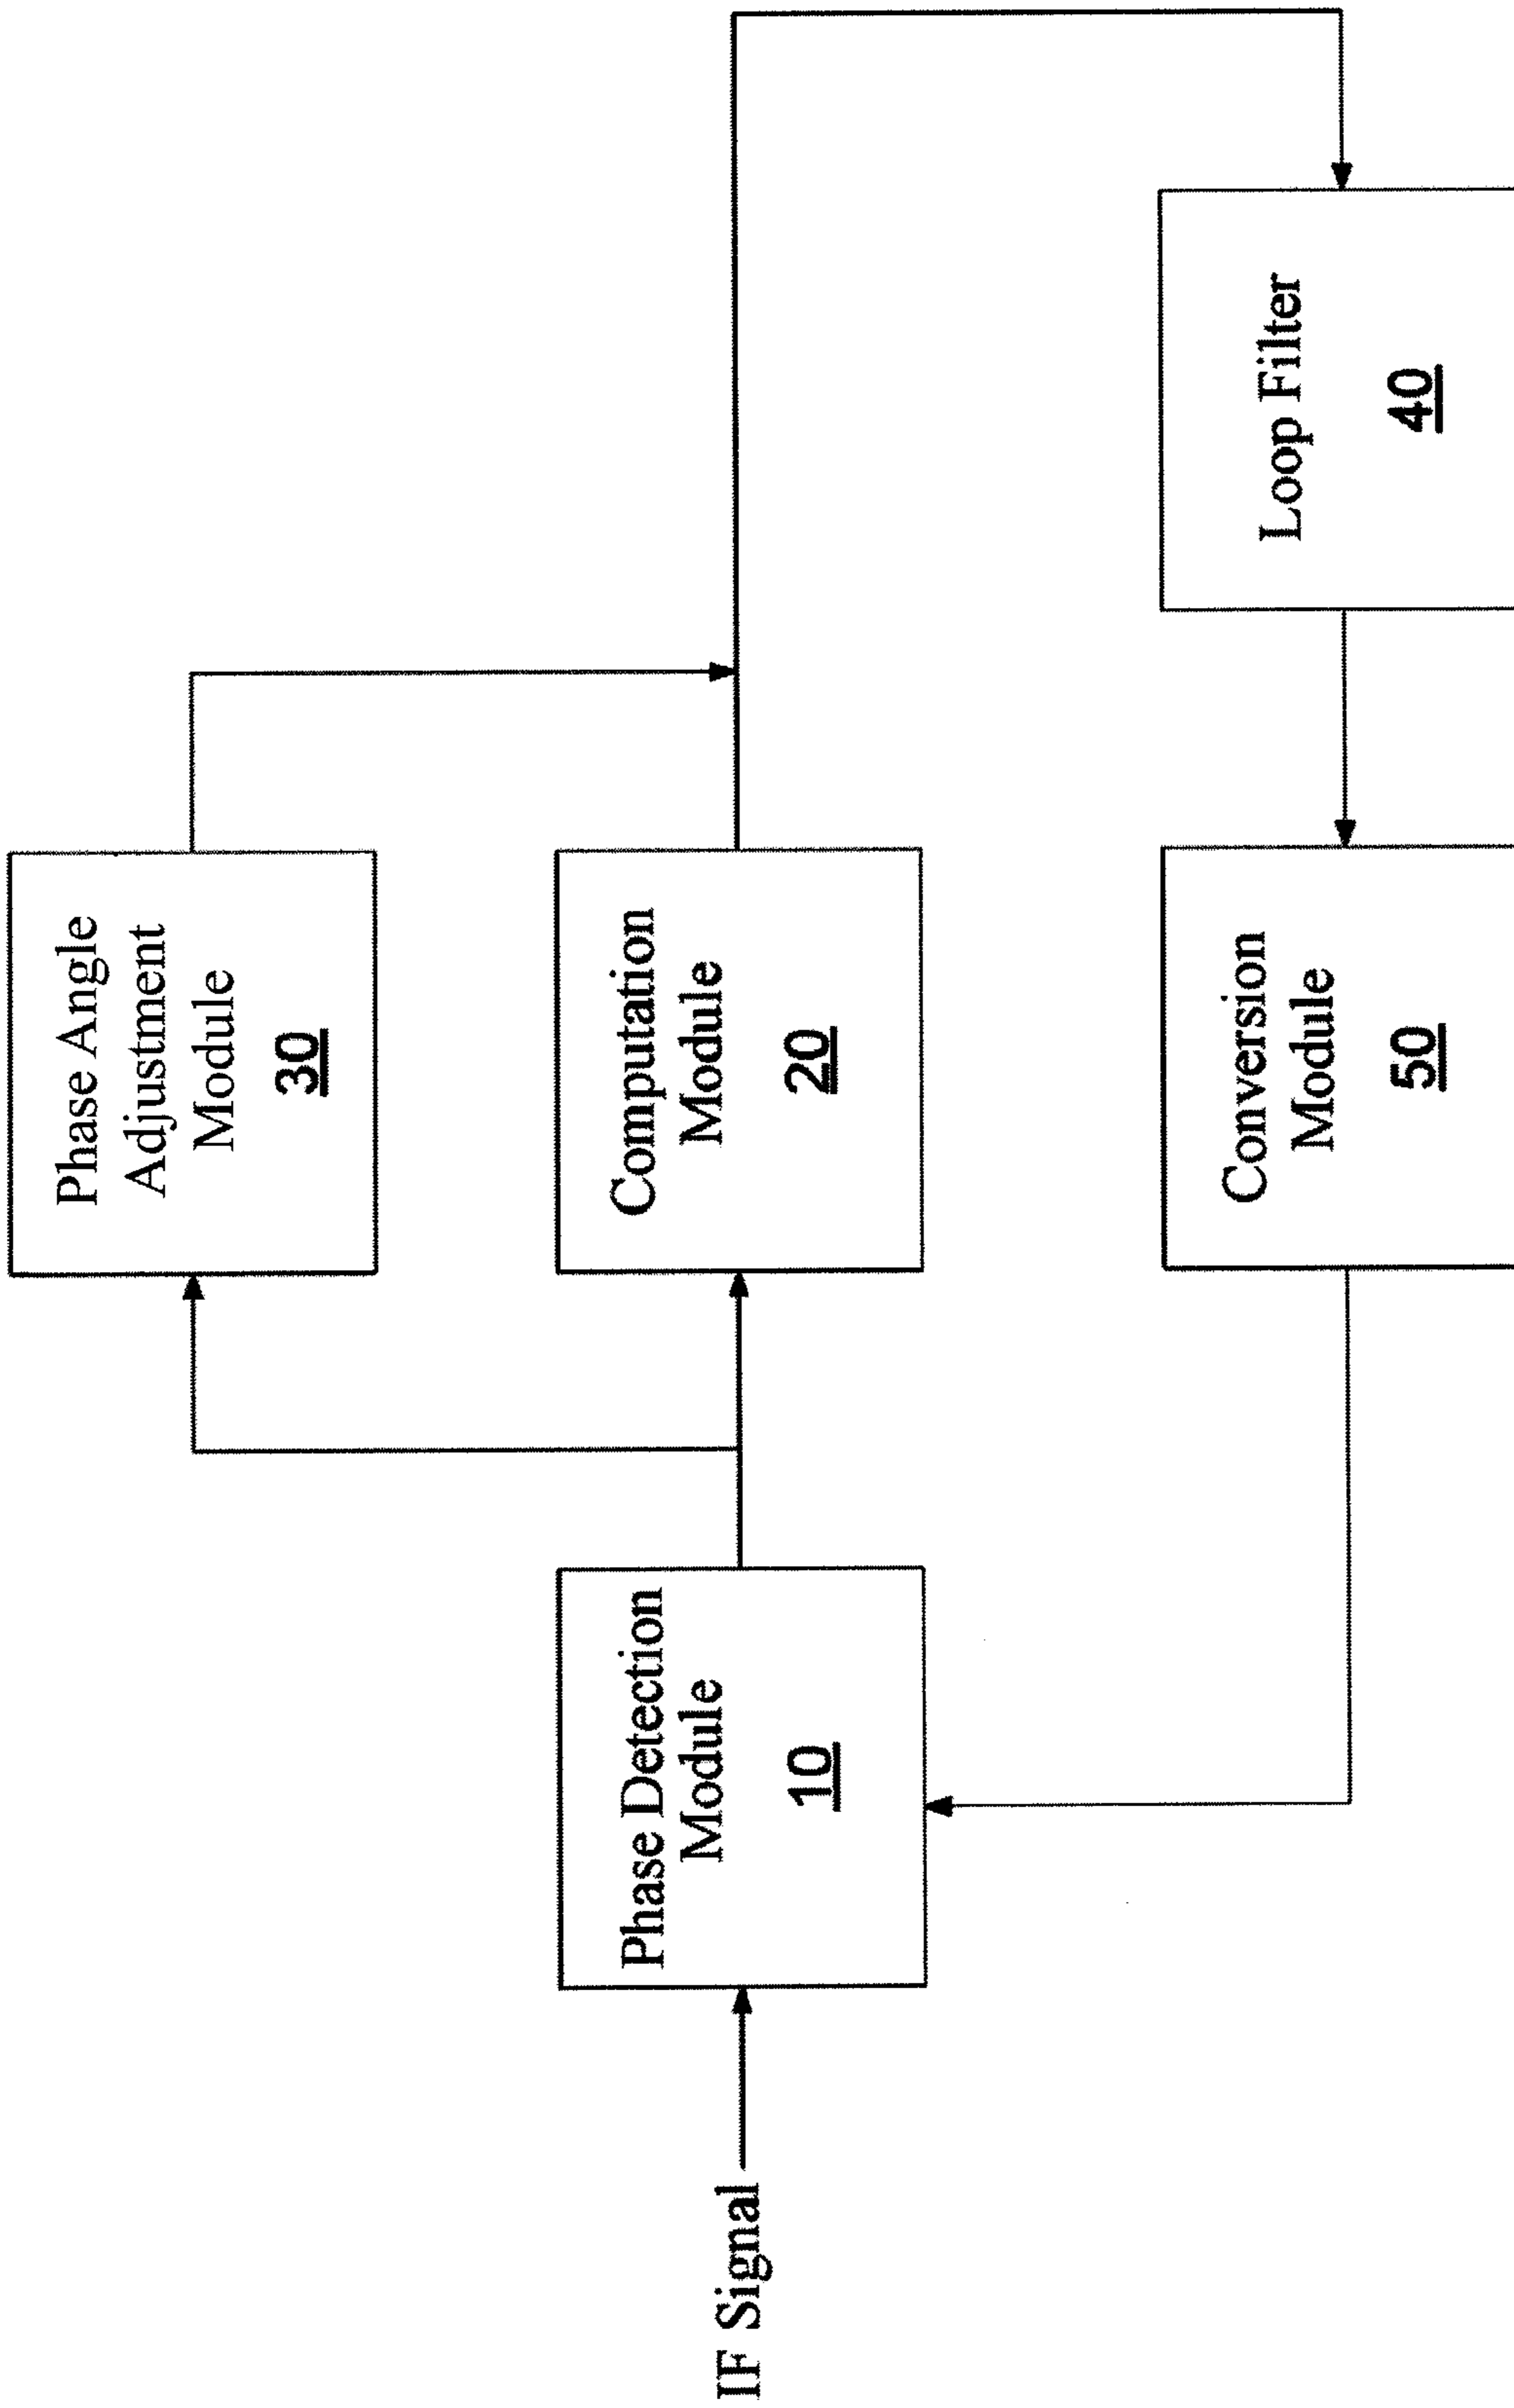 Phase Angle
Adjustment
Module
30
IF Signal
Phase Detection
Module
10
Computation
Module
20
Conversion
Module
50
Loop Filter
40